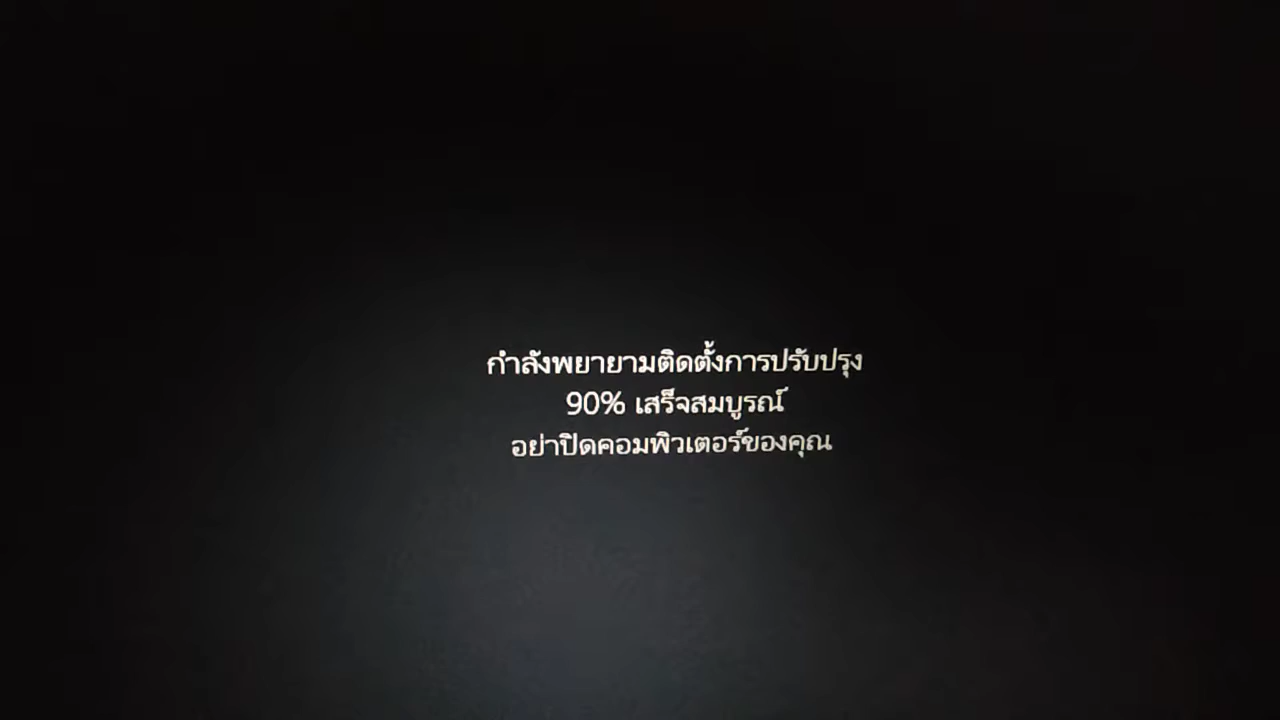 กำลังพยายามติดตั้งการปรับปรุง
90% เสร็จสมบูรณ์
อย่าปิดคอมพิวเตอร์ของคุณ